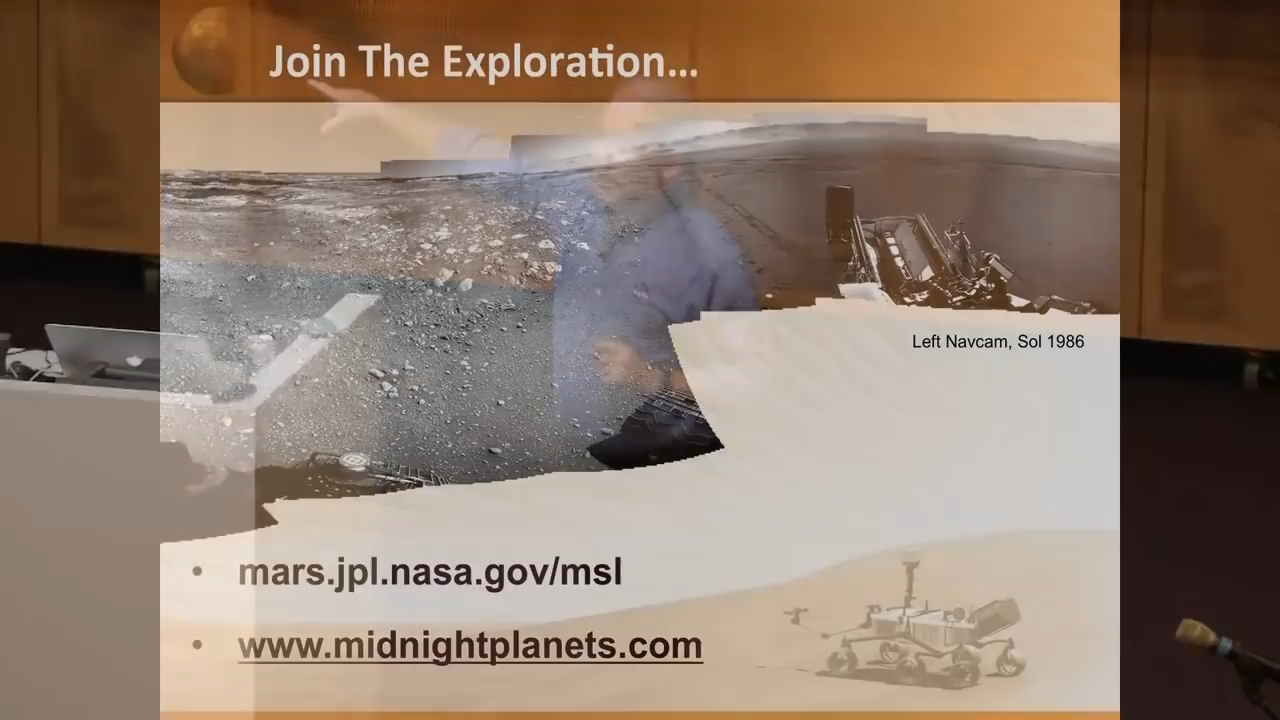 Join The Exploration...
Left Navcam, Sol 1986
• mars.jpl.nasa.gov/msl
• www.midnightplanets.com